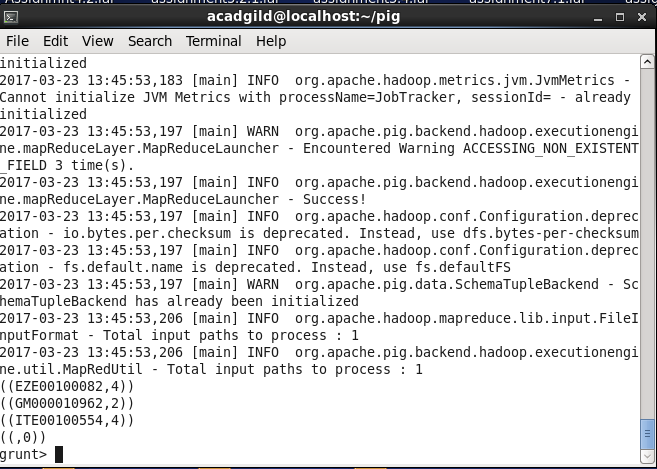 acadgild@localhost:~/pig
File Edit View Search Terminal Help
initialized
2017-03-23 13:45:53,183 [main] INFO  org.apache.hadoop.metrics.jvm.JvmMetrics -
Cannot initialize JVM Metrics with processName=JobTracker, sessionId= - already
initialized
2017-03-23 13:45:53,197 [main] WARN  org.apache.pig.backend.hadoop.executionengi
ne.mapReduceLayer.MapReduceLauncher - Encountered Warning ACCESSING_NON_EXISTENT
_FIELD 3 time(s).
2017-03-23 13:45:53,197 [main] INFO  org.apache.pig.backend.hadoop.executionengi
ne.mapReduceLayer.MapReduceLauncher - Success!
2017-03-23 13:45:53,197 [main] INFO  org.apache.hadoop.conf.Configuration.deprec
ation - io.bytes.per.checksum is deprecated. Instead, use dfs.bytes-per-checksum
2017-03-23 13:45:53,197 [main] INFO  org.apache.hadoop.conf.Configuration.deprec
ation - fs.default.name is deprecated. Instead, use fs.defaultFS
2017-03-23 13:45:53,197 [main] WARN  org.apache.pig.data.SchemaTupleBackend - Sc
hemaTupleBackend has already been initialized
2017-03-23 13:45:53,206 [main] INFO  org.apache.hadoop.mapreduce.lib.input.FileI
nputFormat - Total input paths to process : 1
2017-03-23 13:45:53,206 [main] INFO  org.apache.pig.backend.hadoop.executionengi
ne.util.MapRedUtil - Total input paths to process : 1
((EZE00100082,4))
((GM000010962,2))
((ITE00100554,4))
((,0))
grunt>